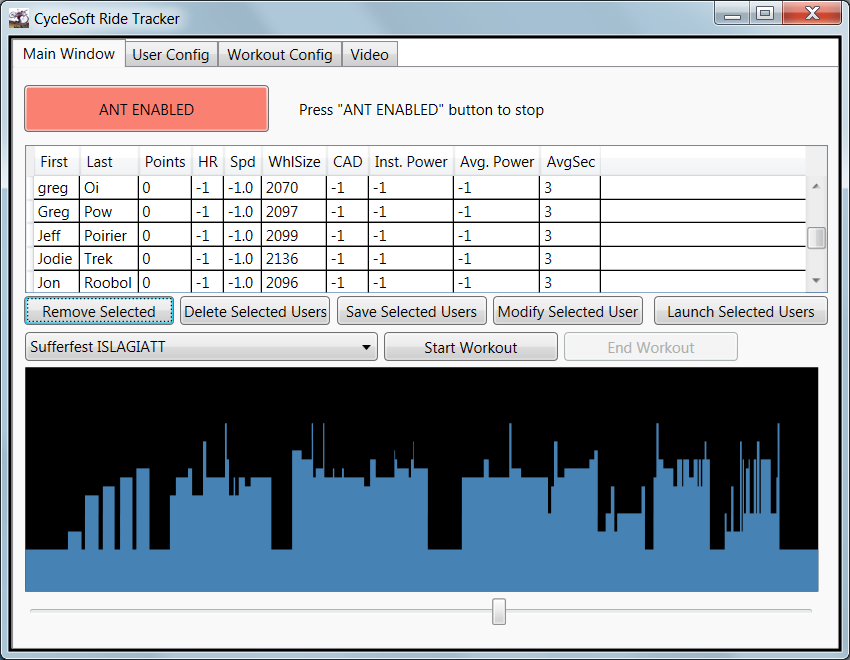 CycleSoft Ride Tracker
Main Window User Config Workout Config Video
ANT ENABLED Press "ANT ENABLED" button to stop
First Last Points HR Spd WhlSize CAD Inst. Power Avg. Power AvgSec
greg Oi 0 -1 -1.0 2070 -1 -1 -1 3
Greg Pow 0 -1 -1.0 2097 -1 -1 -1 3
Jeff Poirier 0 -1 -1.0 2099 -1 -1 -1 3
Jodie Trek 0 -1 -1.0 2136 -1 -1 -1 3
Jon Roobol 0 -1 -1.0 2096 -1 -1 -1 3
Remove Selected Delete Selected Users Save Selected Users Modify Selected User Launch Selected Users
Sufferfest ISLAGIATT Start Workout End Workout